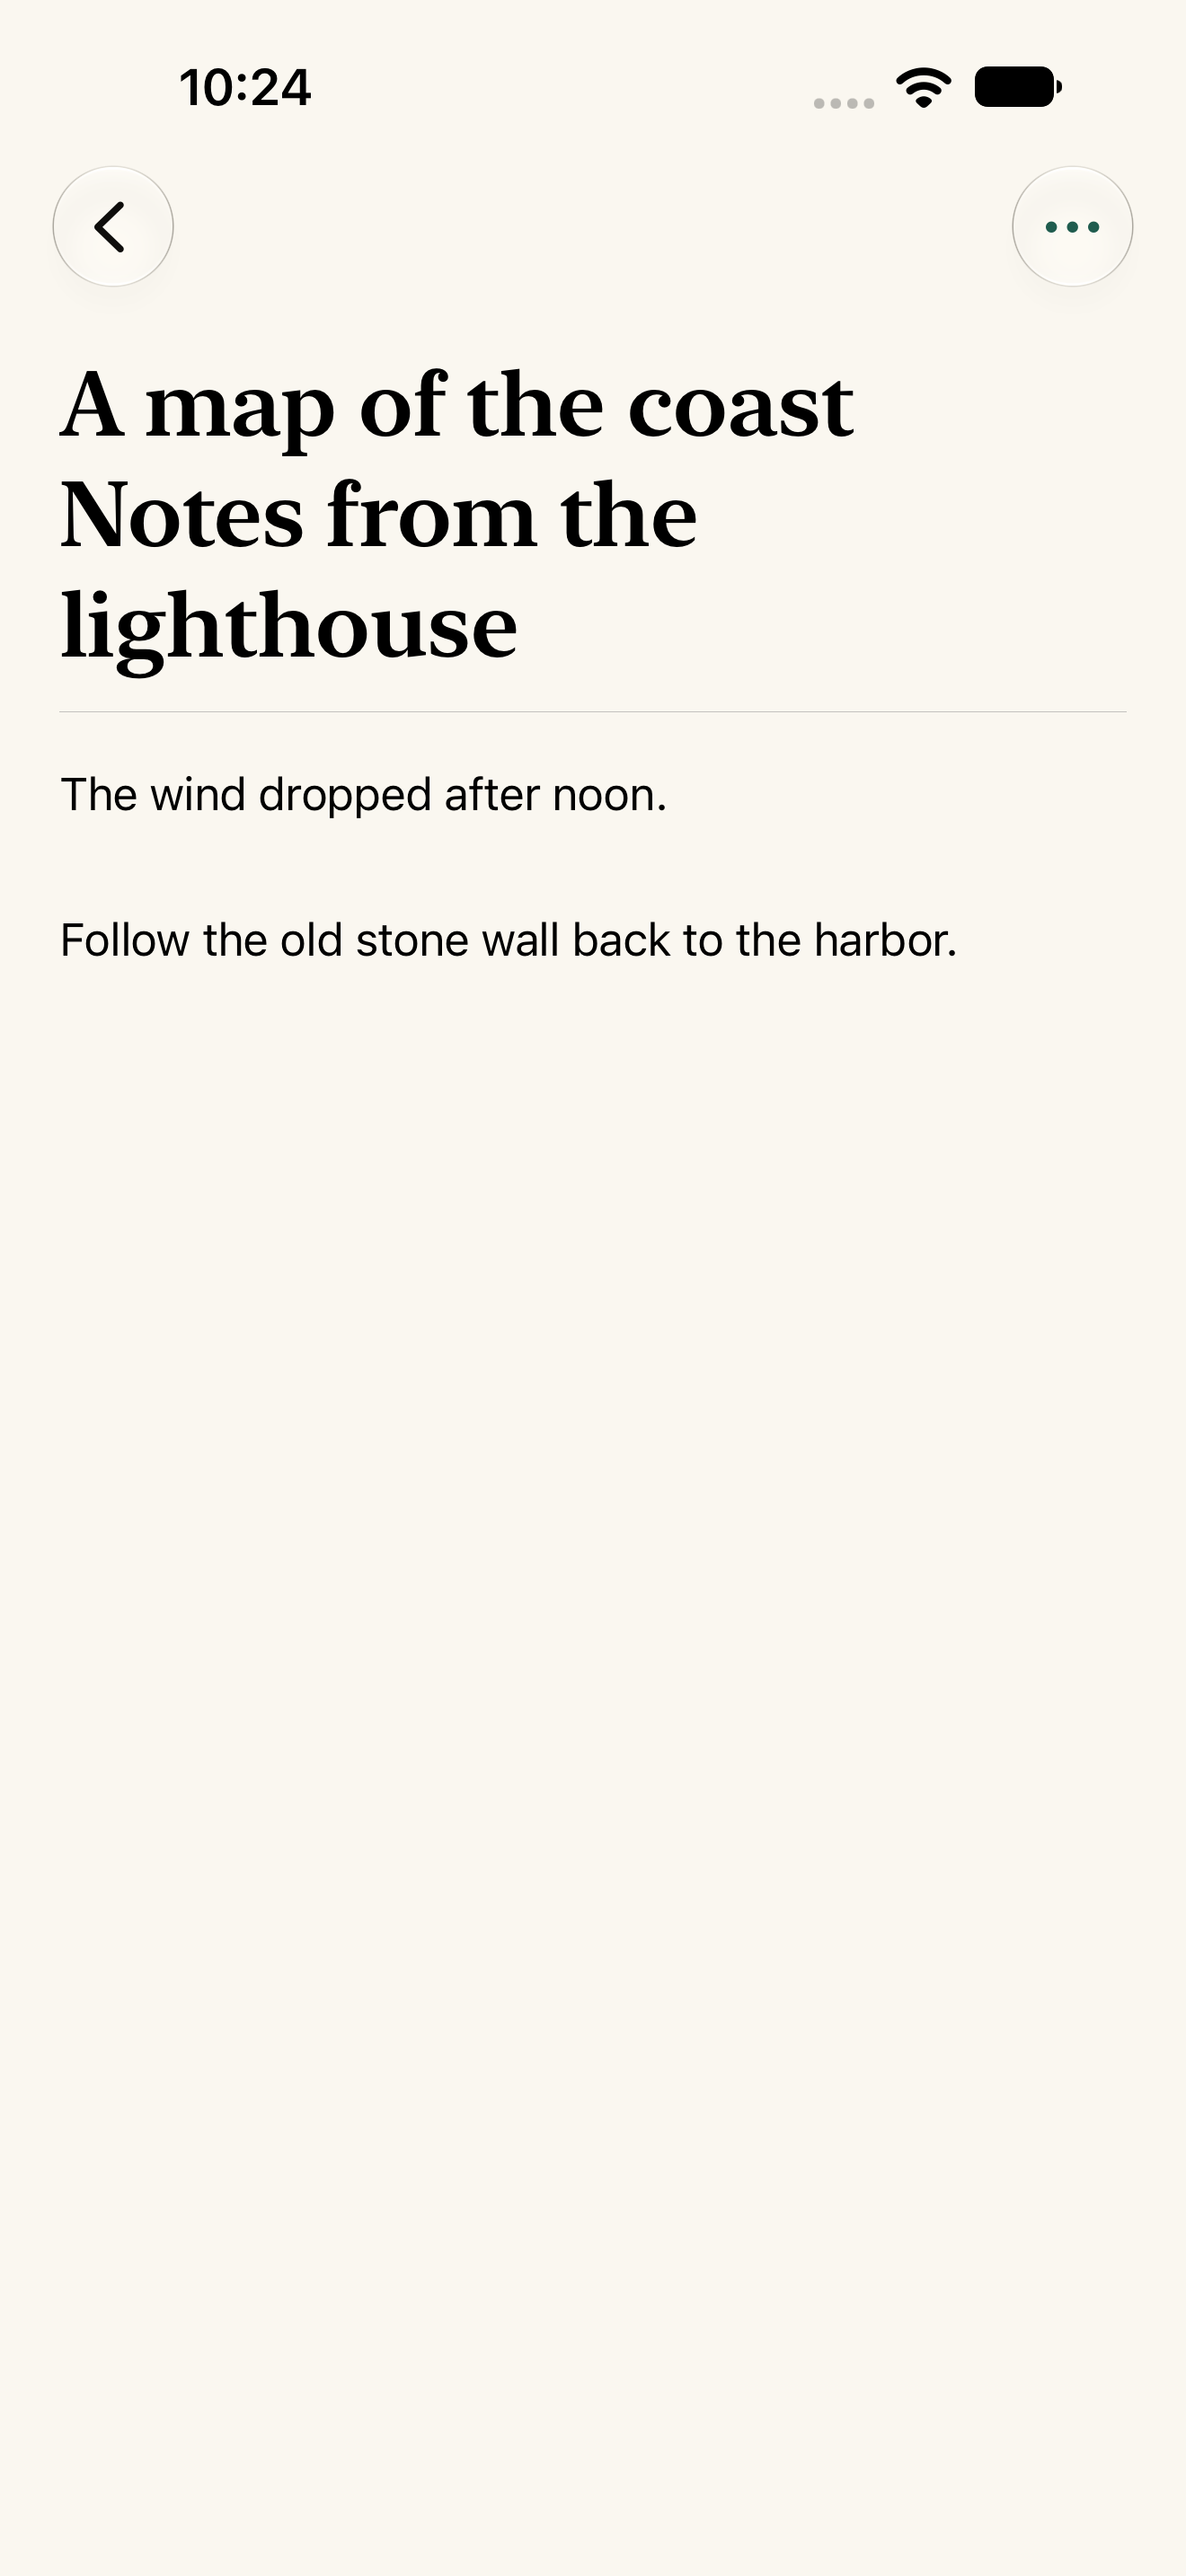 10:24
A map of the coast
Notes from the
lighthouse
The wind dropped after noon.
Follow the old stone wall back to the harbor.